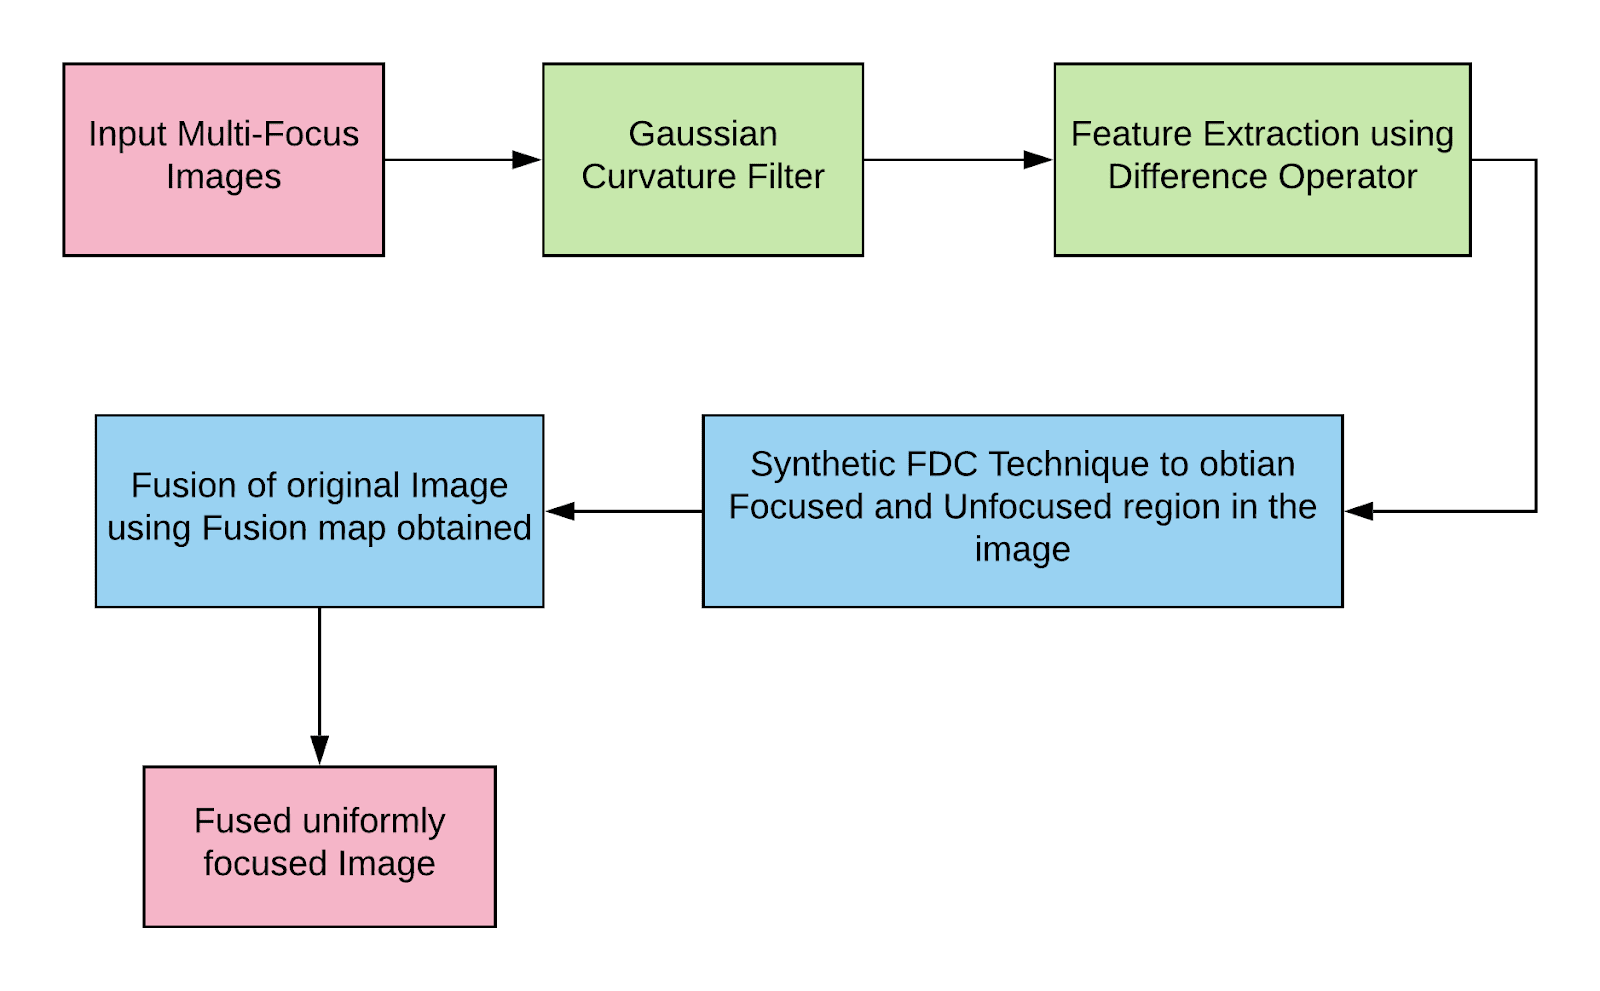 Input Multi-Focus
Images
Gaussian
Curvature Filter
Feature Extraction using
Difference Operator
Synthetic FDC Technique to obtian
Focused and Unfocused region in the
image
Fusion of original Image
using Fusion map obtained
Fused uniformly
focused Image